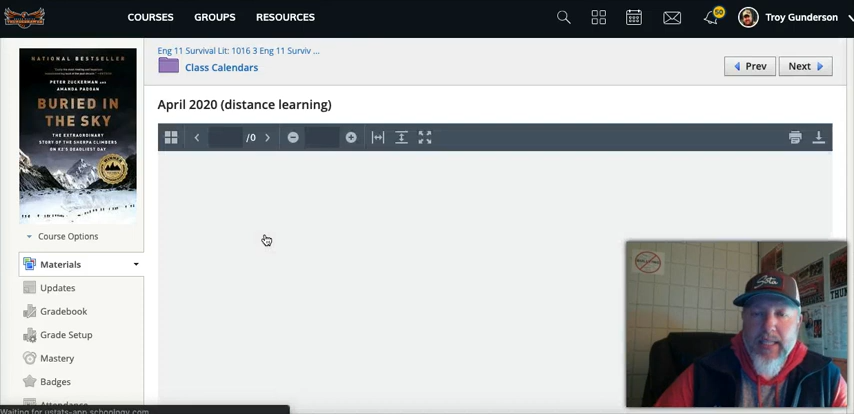 COURSES GROUPS RESOURCES
50
Troy Gunderson
NATIONAL BESTSELLER
PETER ZUCKERMAN AND
AMANDA PADOAN
BURIED IN
THE SKY
THE EXTRAORDINARY
STORY OF THE SHERPA CLIMBERS
ON K2'S DEADLIEST DAY
WINNER
Eng 11 Survival Lit: 1016 3 Eng 11 Surviv ...
Class Calendars
Prev Next
April 2020 (distance learning)
/0
Course Options
Materials
Updates
Gradebook
Grade Setup
Mastery
Badges
Attendance
Waiting for ustats-app.schoology.com
Sota